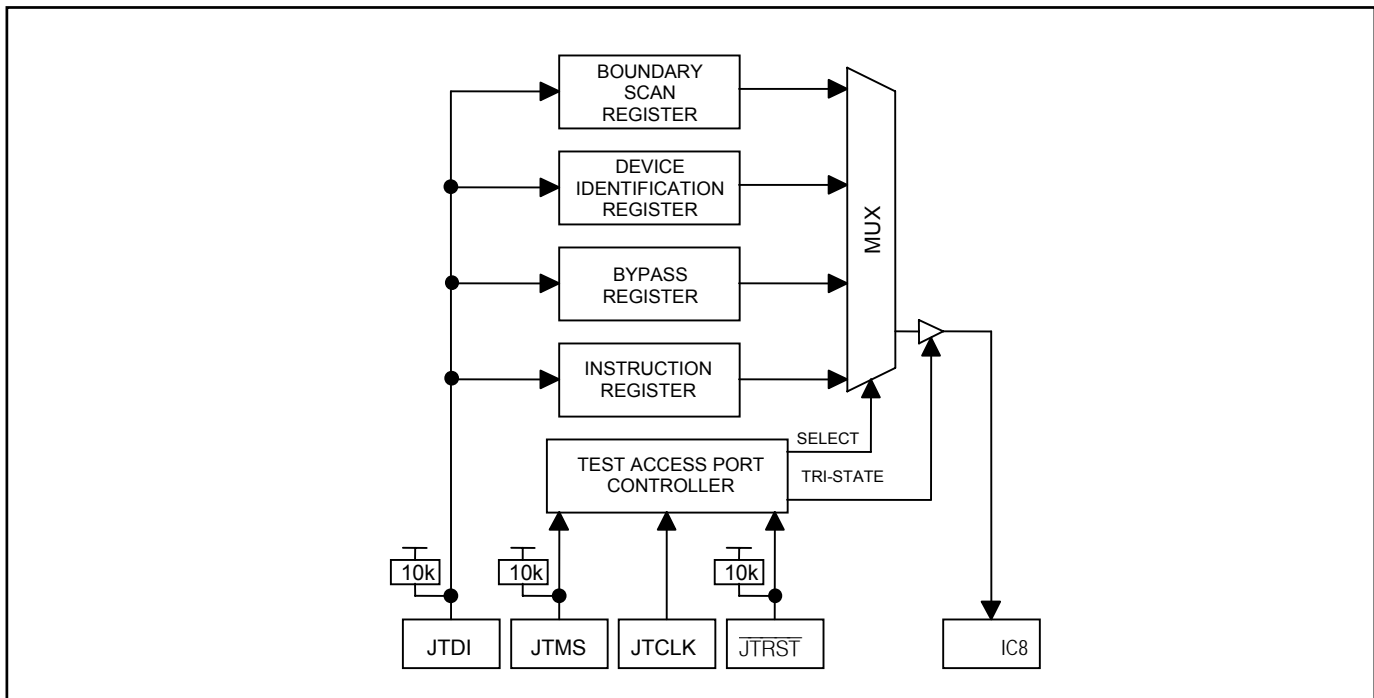 BOUNDARY
SCAN
REGISTER
DEVICE
IDENTIFICATION
REGISTER
BYPASS
REGISTER
INSTRUCTION
REGISTER
MUX
SELECT
TEST ACCESS PORT
CONTROLLER
TRI-STATE
10k
10k
10k
JTDI
JTMS
JTCLK
JTRST
IC8